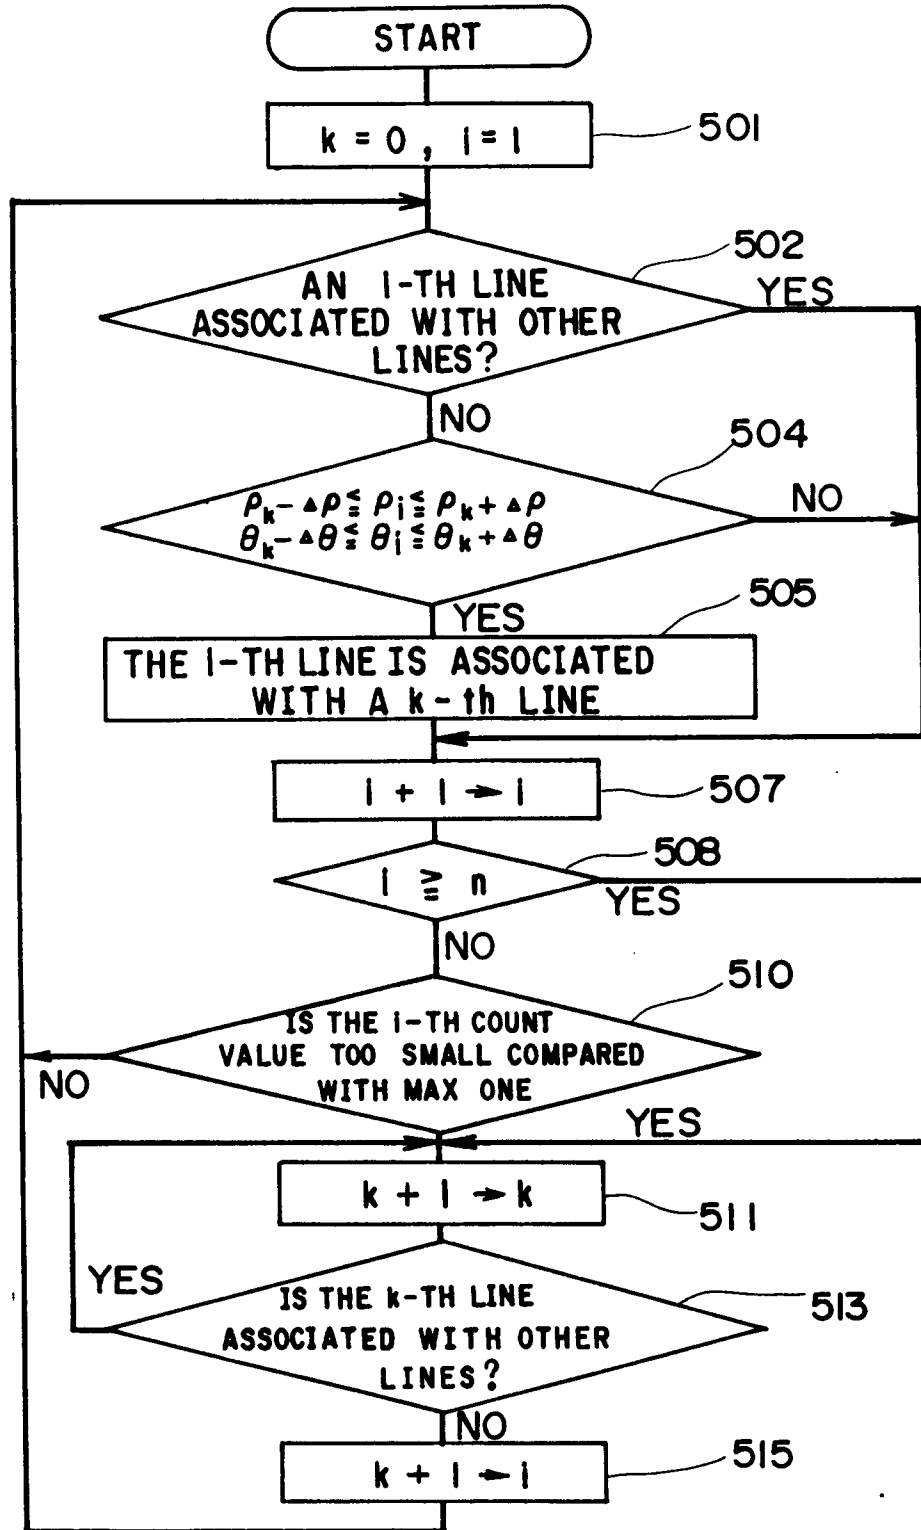 START
k = 0 , i = 1
501
502
AN i-TH LINE
ASSOCIATED WITH OTHER
LINES?
YES
NO
504
ρk - Δρ ≦ ρi ≦ ρk + Δρ
θk - Δθ ≦ θi ≦ θk + Δθ
NO
YES
505
THE i-TH LINE IS ASSOCIATED
WITH A k-th LINE
i + 1 → i
507
508
i ≧ n
YES
NO
510
IS THE i-TH COUNT
VALUE TOO SMALL COMPARED
WITH MAX ONE
NO
YES
k + 1 → k
511
YES
IS THE k-TH LINE
ASSOCIATED WITH OTHER
LINES?
513
NO
k + 1 → i
515